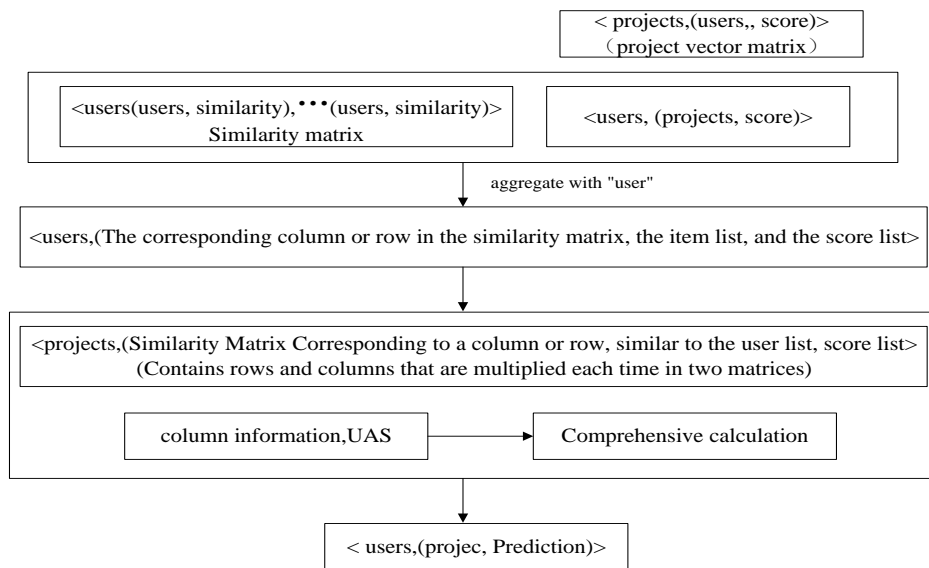 < projects,(users,, score)>
（project vector matrix）
<users(users, similarity),•••(users, similarity)>
Similarity matrix
<users, (projects, score)>
aggregate with "user"
<users,(The corresponding column or row in the similarity matrix, the item list, and the score list>
<projects,(Similarity Matrix Corresponding to a column or row, similar to the user list, score list>
(Contains rows and columns that are multiplied each time in two matrices)
column information,UAS
Comprehensive calculation
< users,(projec, Prediction)>